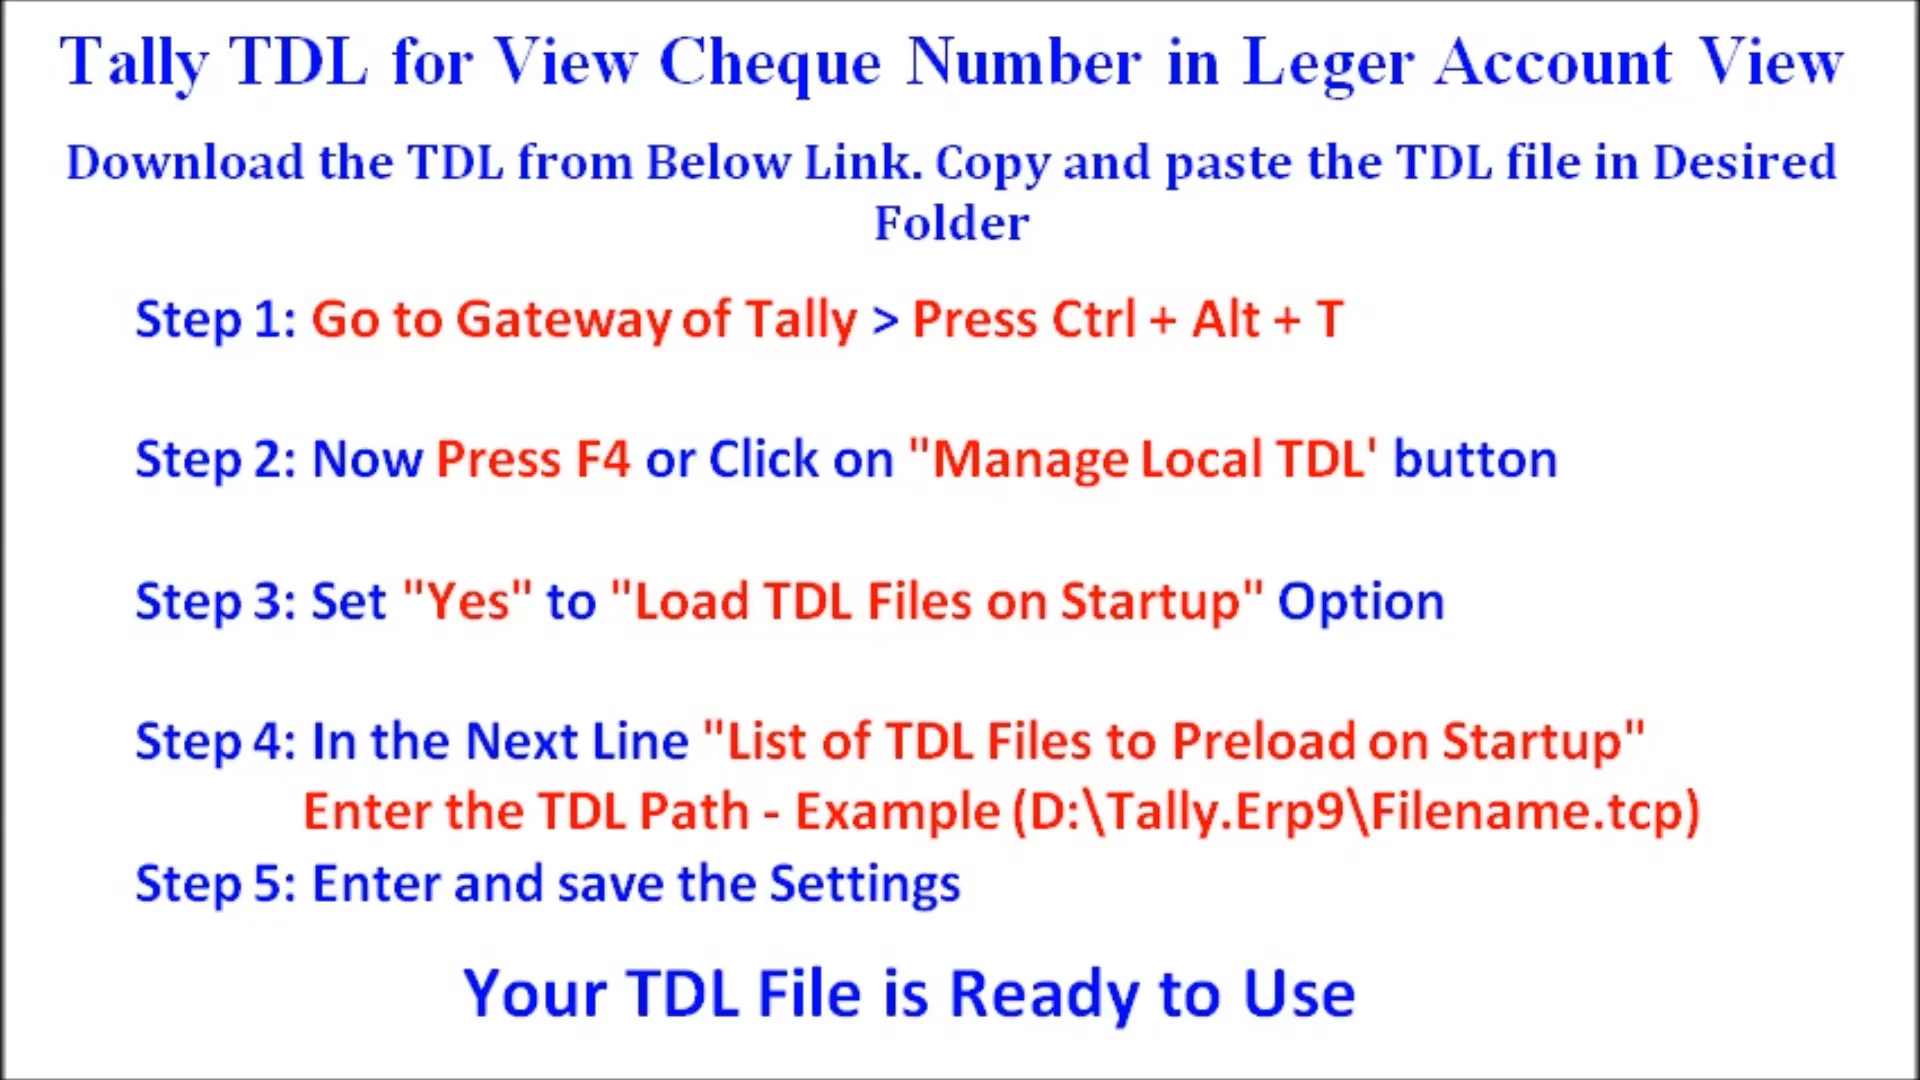 Tally TDL for View Cheque Number in Leger Account View
Download the TDL from Below Link. Copy and paste the TDL file in Desired
Folder
Step 1: Go to Gateway of Tally > Press Ctrl + Alt + T
Step 2: Now Press F4 or Click on "Manage Local TDL' button
Step 3: Set "Yes" to "Load TDL Files on Startup" Option
Step 4: In the Next Line "List of TDL Files to Preload on Startup"
Enter the TDL Path - Example (D:\Tally.Erp9\Filename.tcp)
Step 5: Enter and save the Settings
Your TDL File is Ready to Use